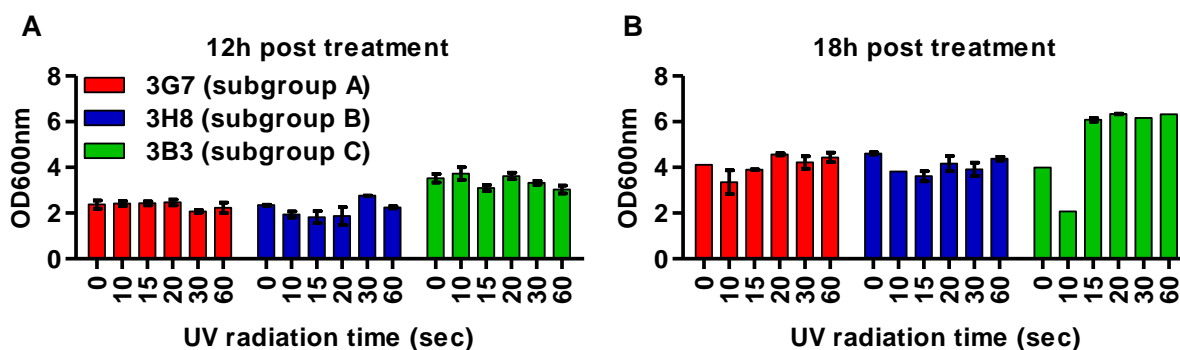 A
12h post treatment
8
6
4
2
0
OD600nm
3G7 (subgroup A)
3H8 (subgroup B)
3B3 (subgroup C)
0 10 15 20 30 60 0 10 15 20 30 60 0 10 15 20 30 60
UV radiation time (sec)
B
18h post treatment
8
6
4
2
0
OD600nm
0 10 15 20 30 60 0 10 15 20 30 60 0 10 15 20 30 60
UV radiation time (sec)